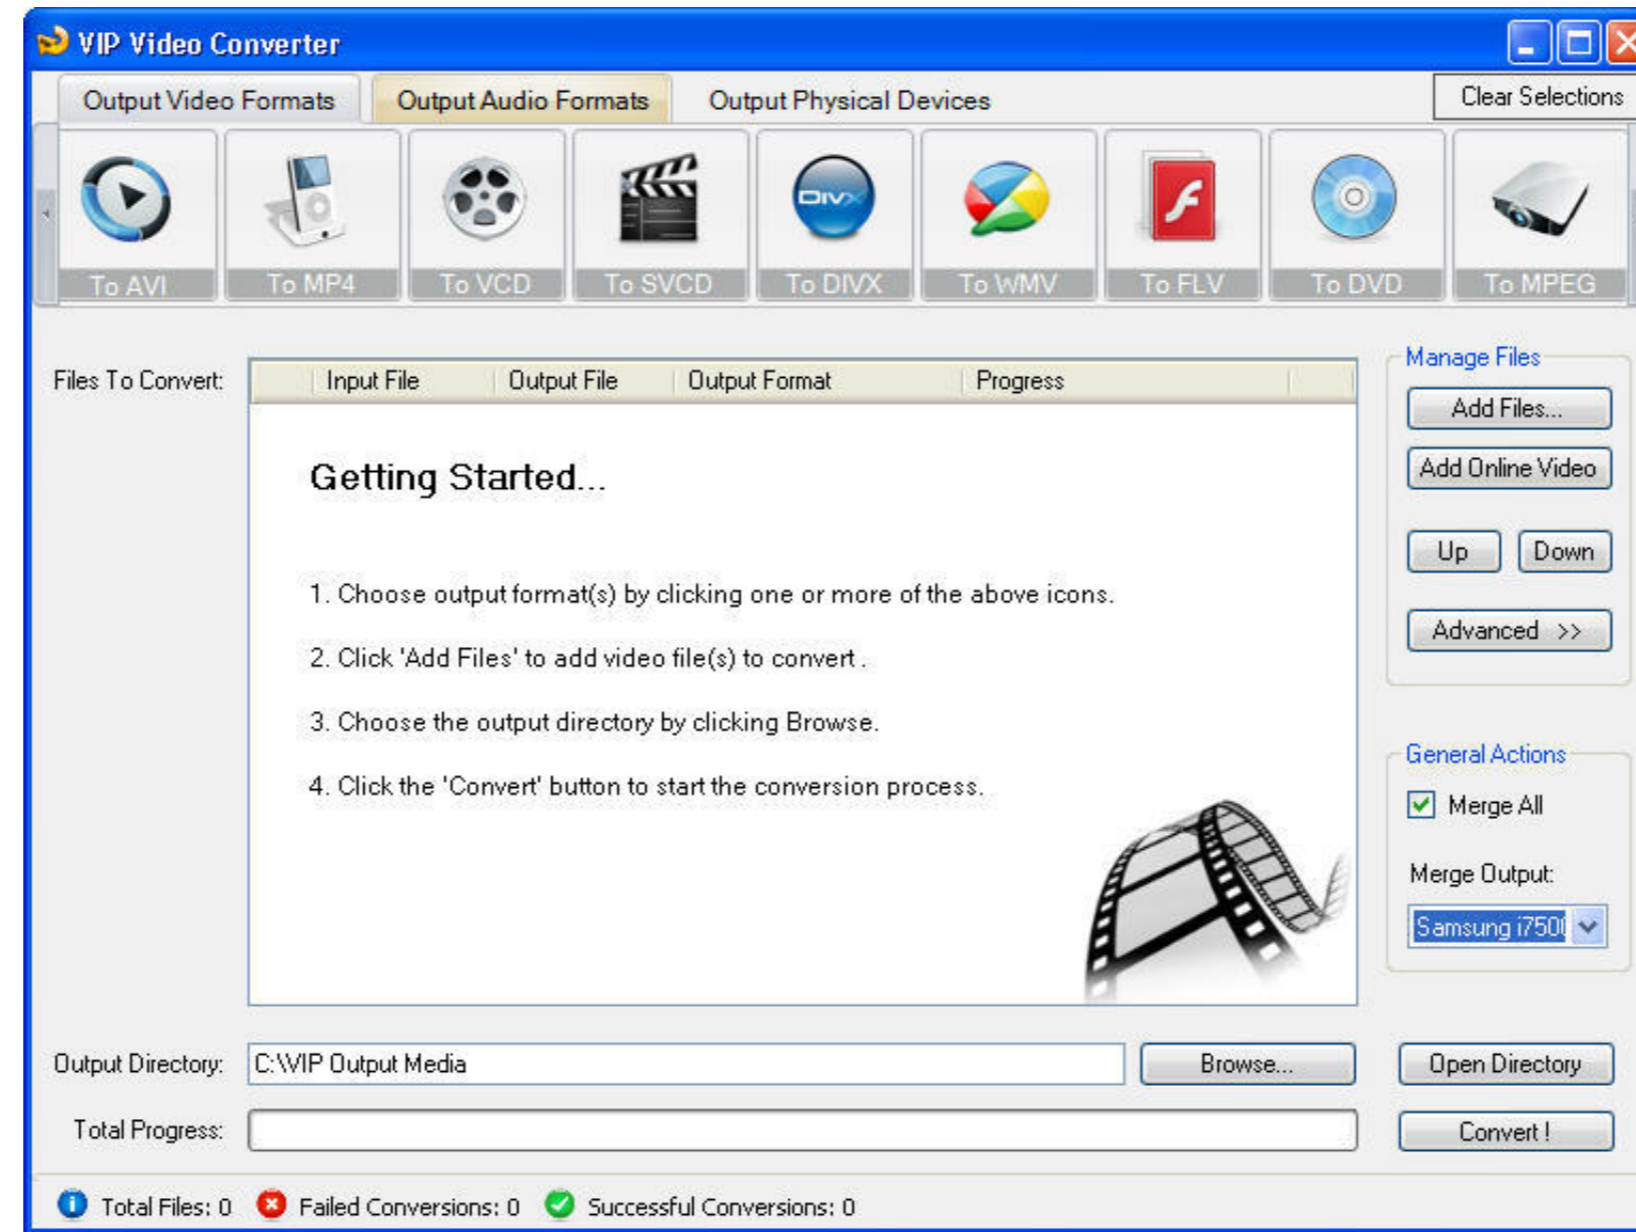 VIP Video Converter
Output Video Formats Output Audio Formats Output Physical Devices Clear Selections
DIVX
To AVI To MP4 To VCD To SVCD To DIVX To WMV To FLV To DVD To MPEG
Files To Convert: Input File Output File Output Format Progress
Manage Files
Add Files...
Add Online Video
Up Down
Advanced >>
Getting Started...
1. Choose output format(s) by clicking one or more of the above icons.
2. Click 'Add Files' to add video file(s) to convert .
3. Choose the output directory by clicking Browse.
4. Click the 'Convert' button to start the conversion process.
General Actions
Merge All
Merge Output:
Samsung i750
Output Directory: C:\VIP Output Media Browse... Open Directory
Total Progress: Convert !
Total Files: 0 Failed Conversions: 0 Successful Conversions: 0